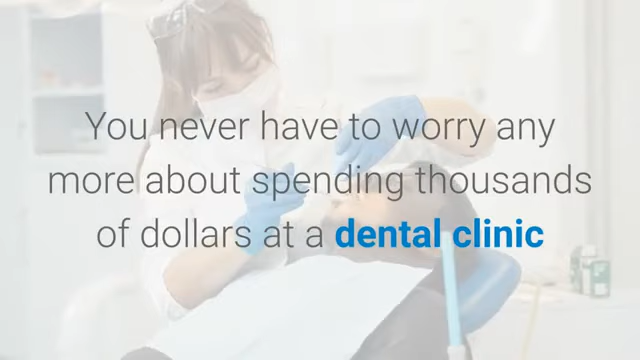 You never have to worry any
more about spending thousands
of dollars at a dental clinic